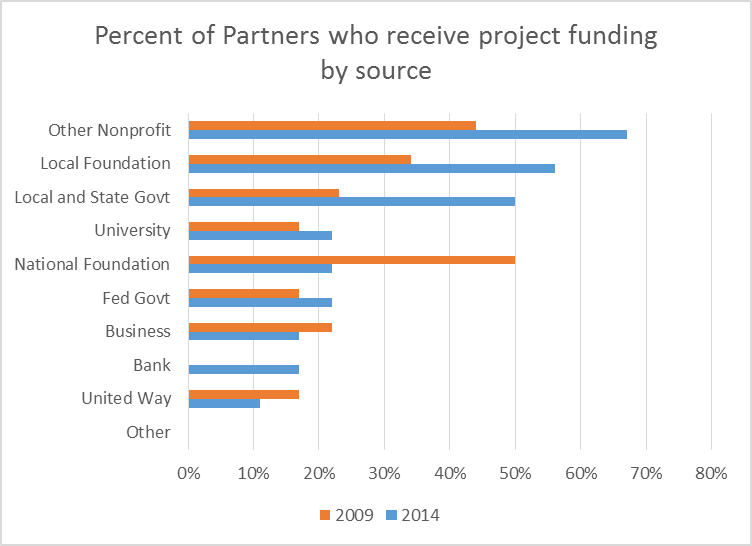 Percent of Partners who receive project funding
by source
Other Nonprofit
Local Foundation
Local and State Govt
University
National Foundation
Fed Govt
Business
Bank
United Way
Other
0% 10% 20% 30% 40% 50% 60% 70% 80%
2009 2014